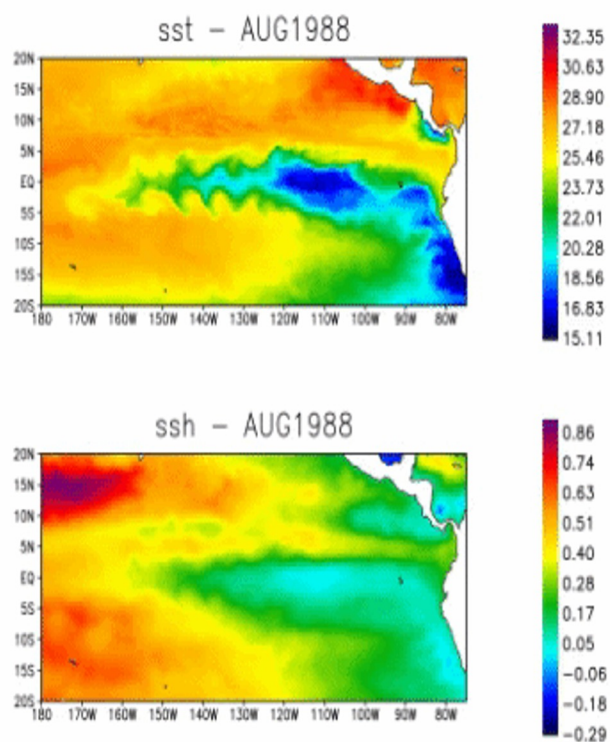 sst – AUG1988
20N
15N
10N
5N
EQ
5S
10S
15S
20S
180 170W 160W 150W 140W 130W 120W 110W 100W 90W 80W
32.35
30.63
28.90
27.18
25.46
23.73
22.01
20.28
18.56
16.83
15.11
ssh – AUG1988
20N
15N
10N
5N
EQ
5S
10S
15S
20S
180 170W 160W 150W 140W 130W 120W 110W 100W 90W 80W
0.86
0.74
0.63
0.51
0.40
0.28
0.17
0.05
-0.06
-0.18
-0.29